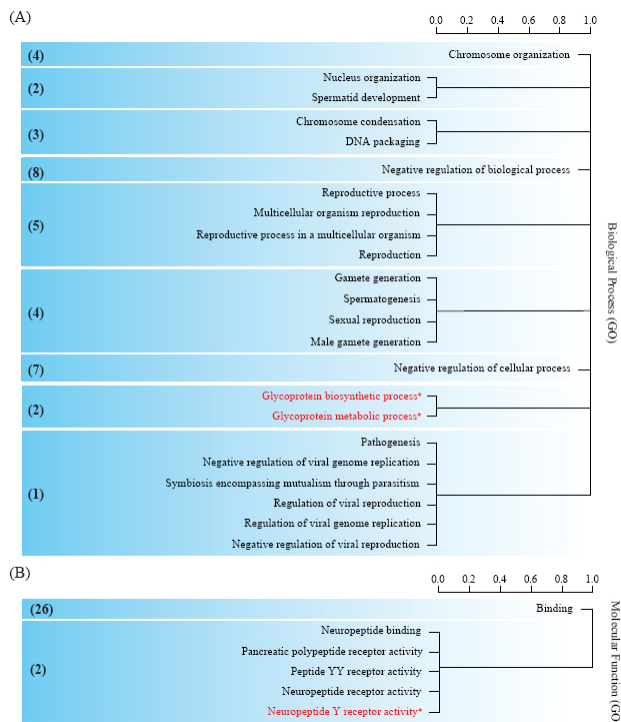 (A)
0.0 0.2 0.4 0.6 0.8 1.0
(4) Chromosome organization
Nucleus organization
(2)
Spermatid development
Chromosome condensation
(3)
DNA packaging
(8) Negative regulation of biological process
Reproductive process
Multicellular organism reproduction
(5)
Reproductive process in a multicellular organism
Reproduction
Gamete generation
Spermatogenesis
(4)
Sexual reproduction
Male gamete generation
(7) Negative regulation of cellular process
Glycoprotein biosynthetic process*
(2)
Glycoprotein metabolic process*
Pathogenesis
Negative regulation of viral genome replication
Symbiosis encompassing mutualism through parasitism
(1)
Regulation of viral reproduction
Regulation of viral genome replication
Negative regulation of viral reproduction
Biological Process (GO)
(B)
0.0 0.2 0.4 0.6 0.8 1.0
(26) Binding
Neuropeptide binding
Pancreatic polypeptide receptor activity
(2) Peptide YY receptor activity
Neuropeptide receptor activity
Neuropeptide Y receptor activity*
Molecular Function (GO